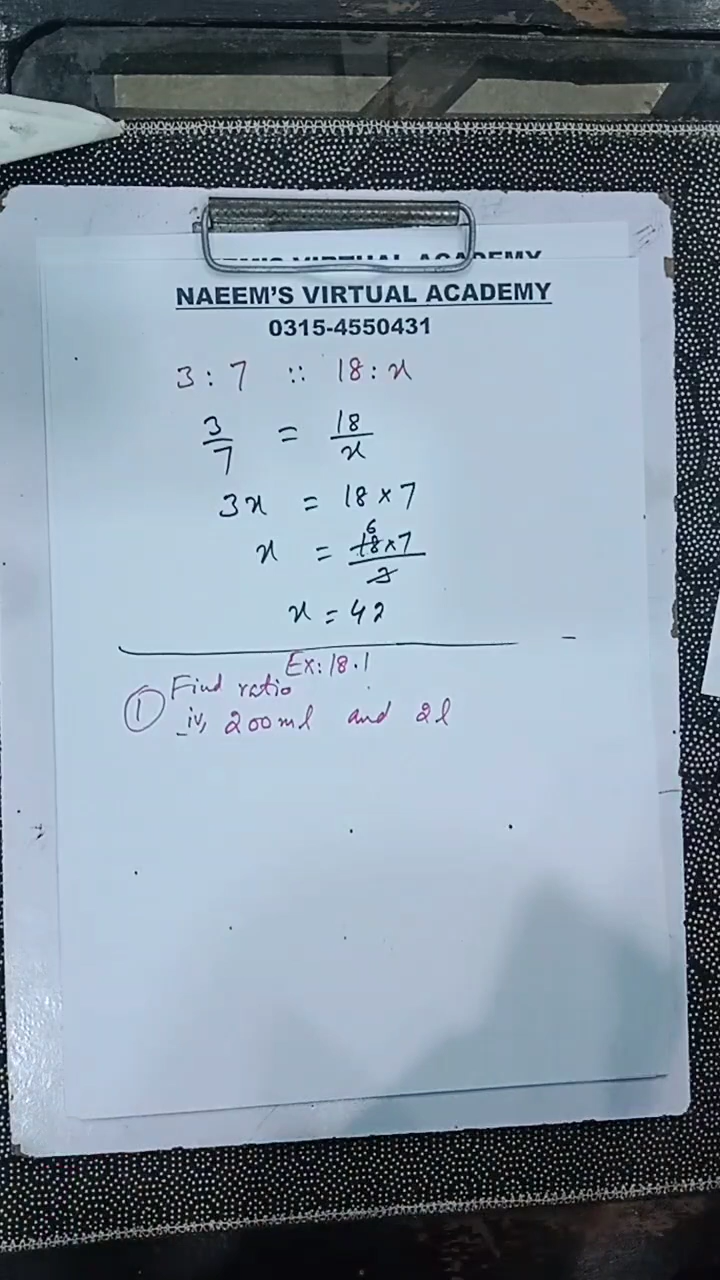 NAEEM'S VIRTUAL ACADEMY
0315-4550431
3 : 7 :: 18 : x
3/7 = 18/x
3x = 18 × 7
x = 18×7/3 6
x = 42
Ex: 18.1
① Find ratio
iv, 200ml and 2l